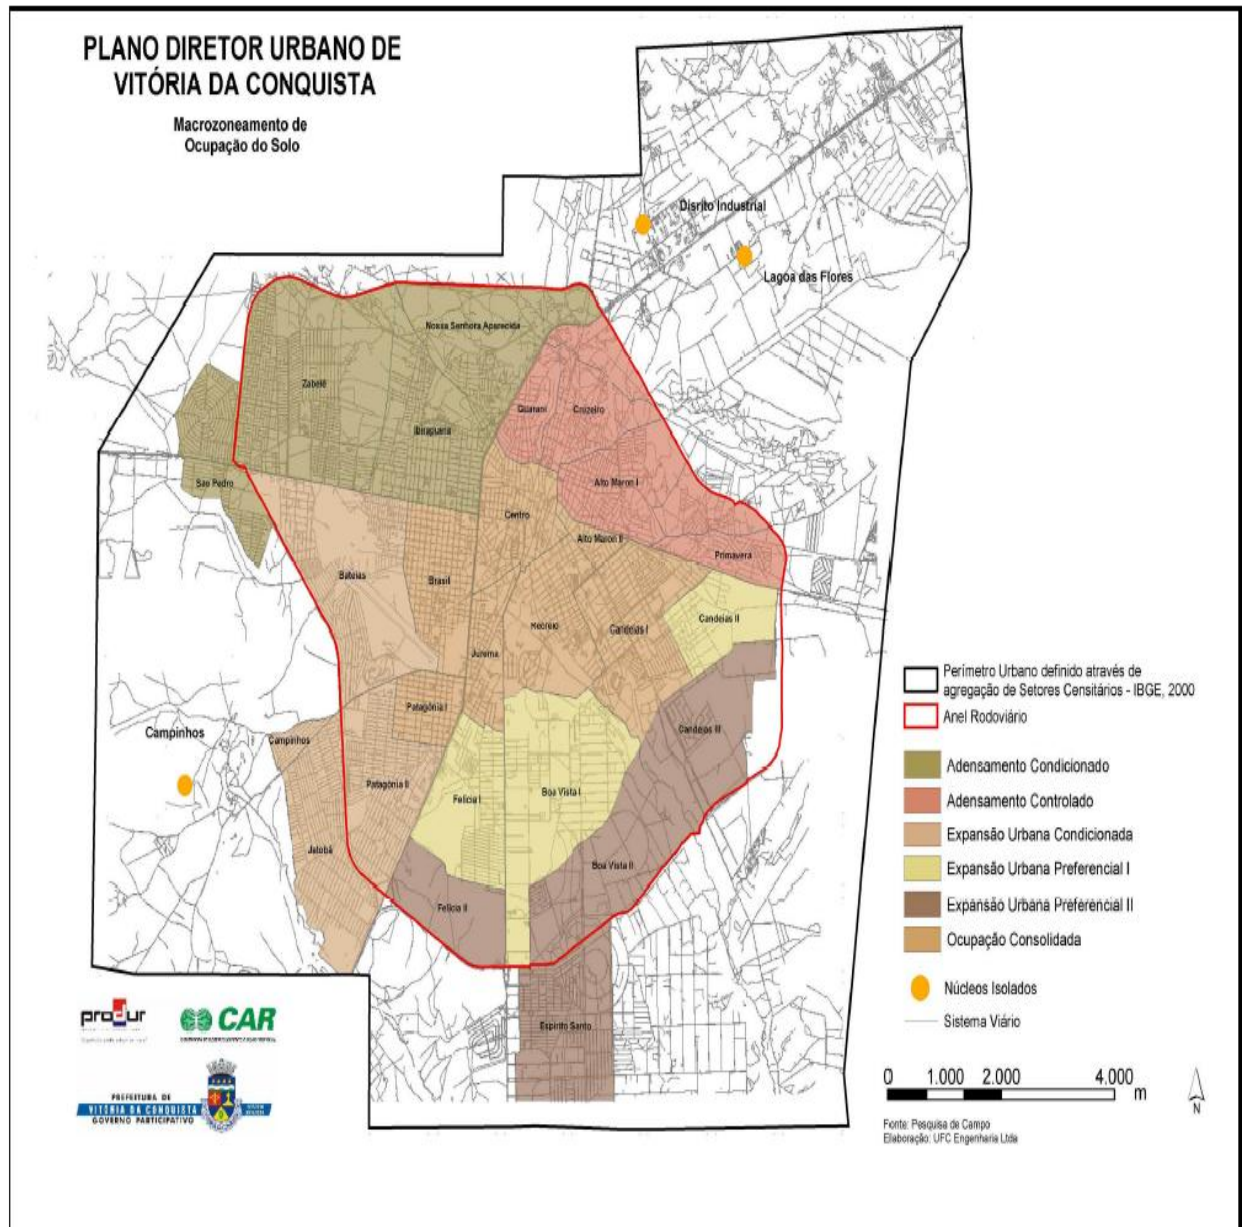 PLANO DIRETOR URBANO DE
VITÓRIA DA CONQUISTA
Macrozoneamento de
Ocupação do Solo
Disrito Industrial
Lagoa das Flores
Nossa Senhora Aparecida
Zabelê
Guarani
Cruzeiro
Ibirapuera
Sao Pedro
Alto Maron I
Centro
Alto Maron II
Primavera
Bateias
Brasil
Candeias II
Recreio
Candeias I
Jurema
Patagônia I
Campinhos
Campinhos
Candeias III
Patagônia II
Felícia I
Boa Vista I
Jatobá
Boa Vista II
Felícia II
Espírito Santo
Perímetro Urbano definido através de
agregação de Setores Censitários - IBGE, 2000
Anel Rodoviário
Adensamento Condicionado
Adensamento Controlado
Expansão Urbana Condicionada
Expansão Urbana Preferencial I
Expansão Urbana Preferencial II
Ocupação Consolidada
Núcleos Isolados
Sistema Viário
0 1.000 2.000 4.000
m
N
Fonte: Pesquisa de Campo
Elaboração: UFC Engenharia Ltda
produr
CAR
PREFEITURA DE
VITÓRIA DA CONQUISTA
GOVERNO PARTICIPATIVO